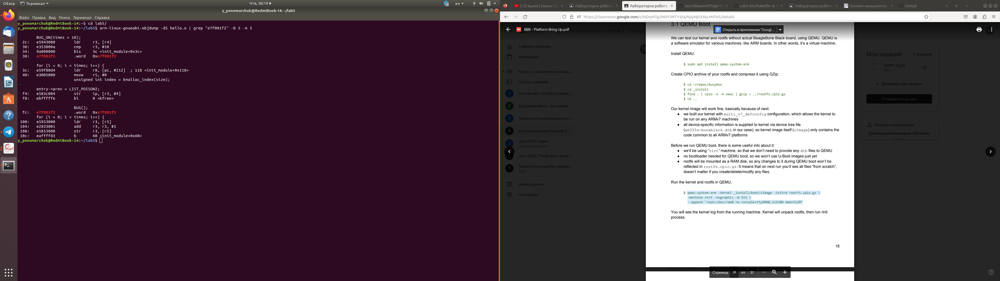 Обзор
Терминал
Чтв, 06:19
en
y_ponomarchuk@RedmiBook-14: ~/lab5
Файл Правка Вид Поиск Терминал Справка
y_ponomarchuk@RedmiBook-14:~$ cd lab5/
y_ponomarchuk@RedmiBook-14:~/lab5$ arm-linux-gnueabi-objdump -dS hello.o | grep "e7f001f2" -B 5 -A 5
BUG_ON(times > 10);
2c: e5943000 ldr r3, [r4]
30: e353000a cmp r3, #10
34: 9a000000 bls 3c <init_module+0x3c>
38: e7f001f2 .word 0xe7f001f2
for (i = 0; i < times; i++) {
3c: e59f80d4 ldr r8, [pc, #212] ; 118 <init_module+0x118>
40: e3005000 movw r5, #0
unsigned int index = kmalloc_index(size);
--
entry->prev = LIST_POISON2;
f4: e583c004 str ip, [r3, #4]
f8: ebfffffe bl 0 <kfree>
BUG();
fc: e7f001f2 .word 0xe7f001f2
for (i = 0; i < times; i++) {
100: e5953000 ldr r3, [r5]
104: e2833001 add r3, r3, #1
108: e5853000 str r3, [r5]
10c: eaffffd3 b 60 <init_module+0x60>
y_ponomarchuk@RedmiBook-14:~/lab5$
(13) Кухня | Сезон 1 |
Лабораторна робота
Лабораторна робота
WorldRavenOfTigerTa
Lab5-AK/Makefile at m
Лабораторна робота
Онлайн калькулятор.
GitHub
https://classroom.google.com/c/NDIyNTg2NDY3NTY4/a/NjIyNjU5Njc4NTA5/details
BBB - Platform Bring Up.pdf
Открыть в приложении "Googl...
Главная страница
Календарь
Курсы, слушателем которы...
Список заданий
Introduction to Data Science ...
Курсова робота. Системне ...
Технології програмування С...
Архітектура комп'ютерів 2. ...
Java 2023 (лаби)
лабораторні роботи
Java 2023 ["Розробка прогр...
Технології розробки сервер...
2023
Архив курсов
Настройки
3.1 QEMU Boot
We can test our kernel and rootfs without actual BeagleBone Black board, using QEMU. QEMU is
a software emulator for various machines, like ARM boards. In other words, it's a virtual machine.
Install QEMU:
$ sudo apt install qemu-system-arm
Create CPIO archive of your rootfs and compress it using GZip:
$ cd ~/repos/busybox
$ cd _install
$ find . | cpio -o -H newc | gzip > ../rootfs.cpio.gz
$ cd ..
Our kernel image will work fine, basically because of next:
● we built our kernel with multi_v7_defconfig configuration, which allows the kernel to
be run on any ARMv7 machines
● all device-specific information is supplied to kernel via device tree file
(am335x-boneblack.dtb in our case); so kernel image itself (zImage) only contains the
code common to all ARMv7 platforms
Before we run QEMU boot, there is some useful info about it:
● we'll be using “virt” machine, so that we don't need to provide any dtb files to QEMU
● no bootloader needed for QEMU boot, so we won't use U-Boot images just yet
● rootfs will be mounted as a RAM disk, so any changes to it during QEMU boot won't be
reflected in rootfs.cpio.gz. It means that on next run you'll see all files “from scratch”,
doesn't matter if you create/delete/modify any files.
Run the kernel and rootfs in QEMU.
$ qemu-system-arm -kernel _install/boot/zImage -initrd rootfs.cpio.gz \
-machine virt -nographic -m 512 \
--append "root=/dev/ram0 rw console=ttyAMA0,115200 mem=512M"
You will see the kernel log from the running machine. Kernel will unpack rootfs, then run /init
process.
18
Страница 19 из 37
Мои задания
С оценкой
АК№1-2.pdf
PDF
Добавить или создать
Отправить еще раз
Личные комментарии
Добавить комментарий: Klymenko